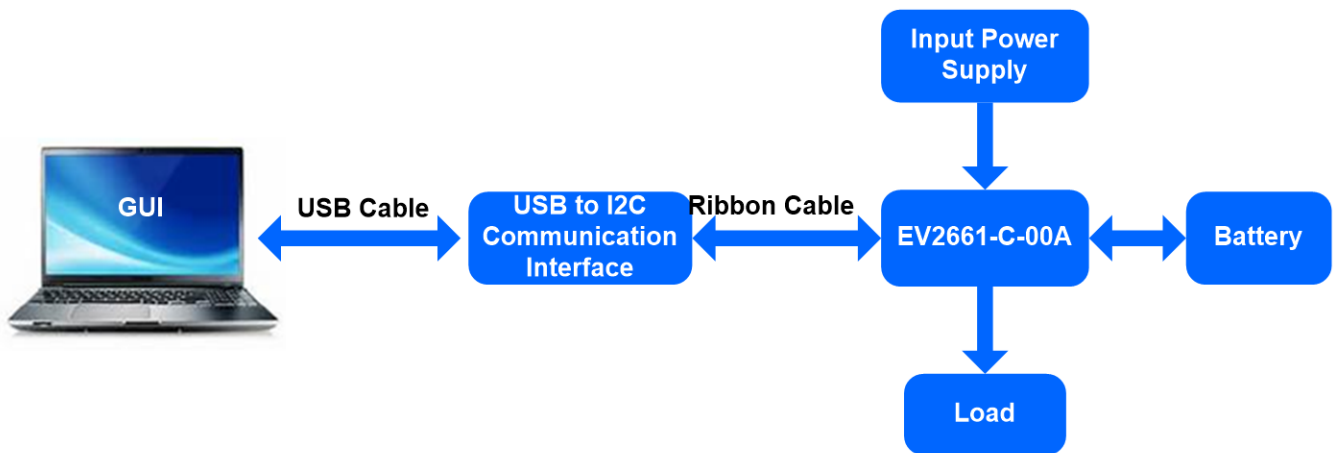 Input Power
Supply
GUI
USB Cable
USB to I2C
Communication
Interface
Ribbon Cable
EV2661-C-00A
Battery
Load